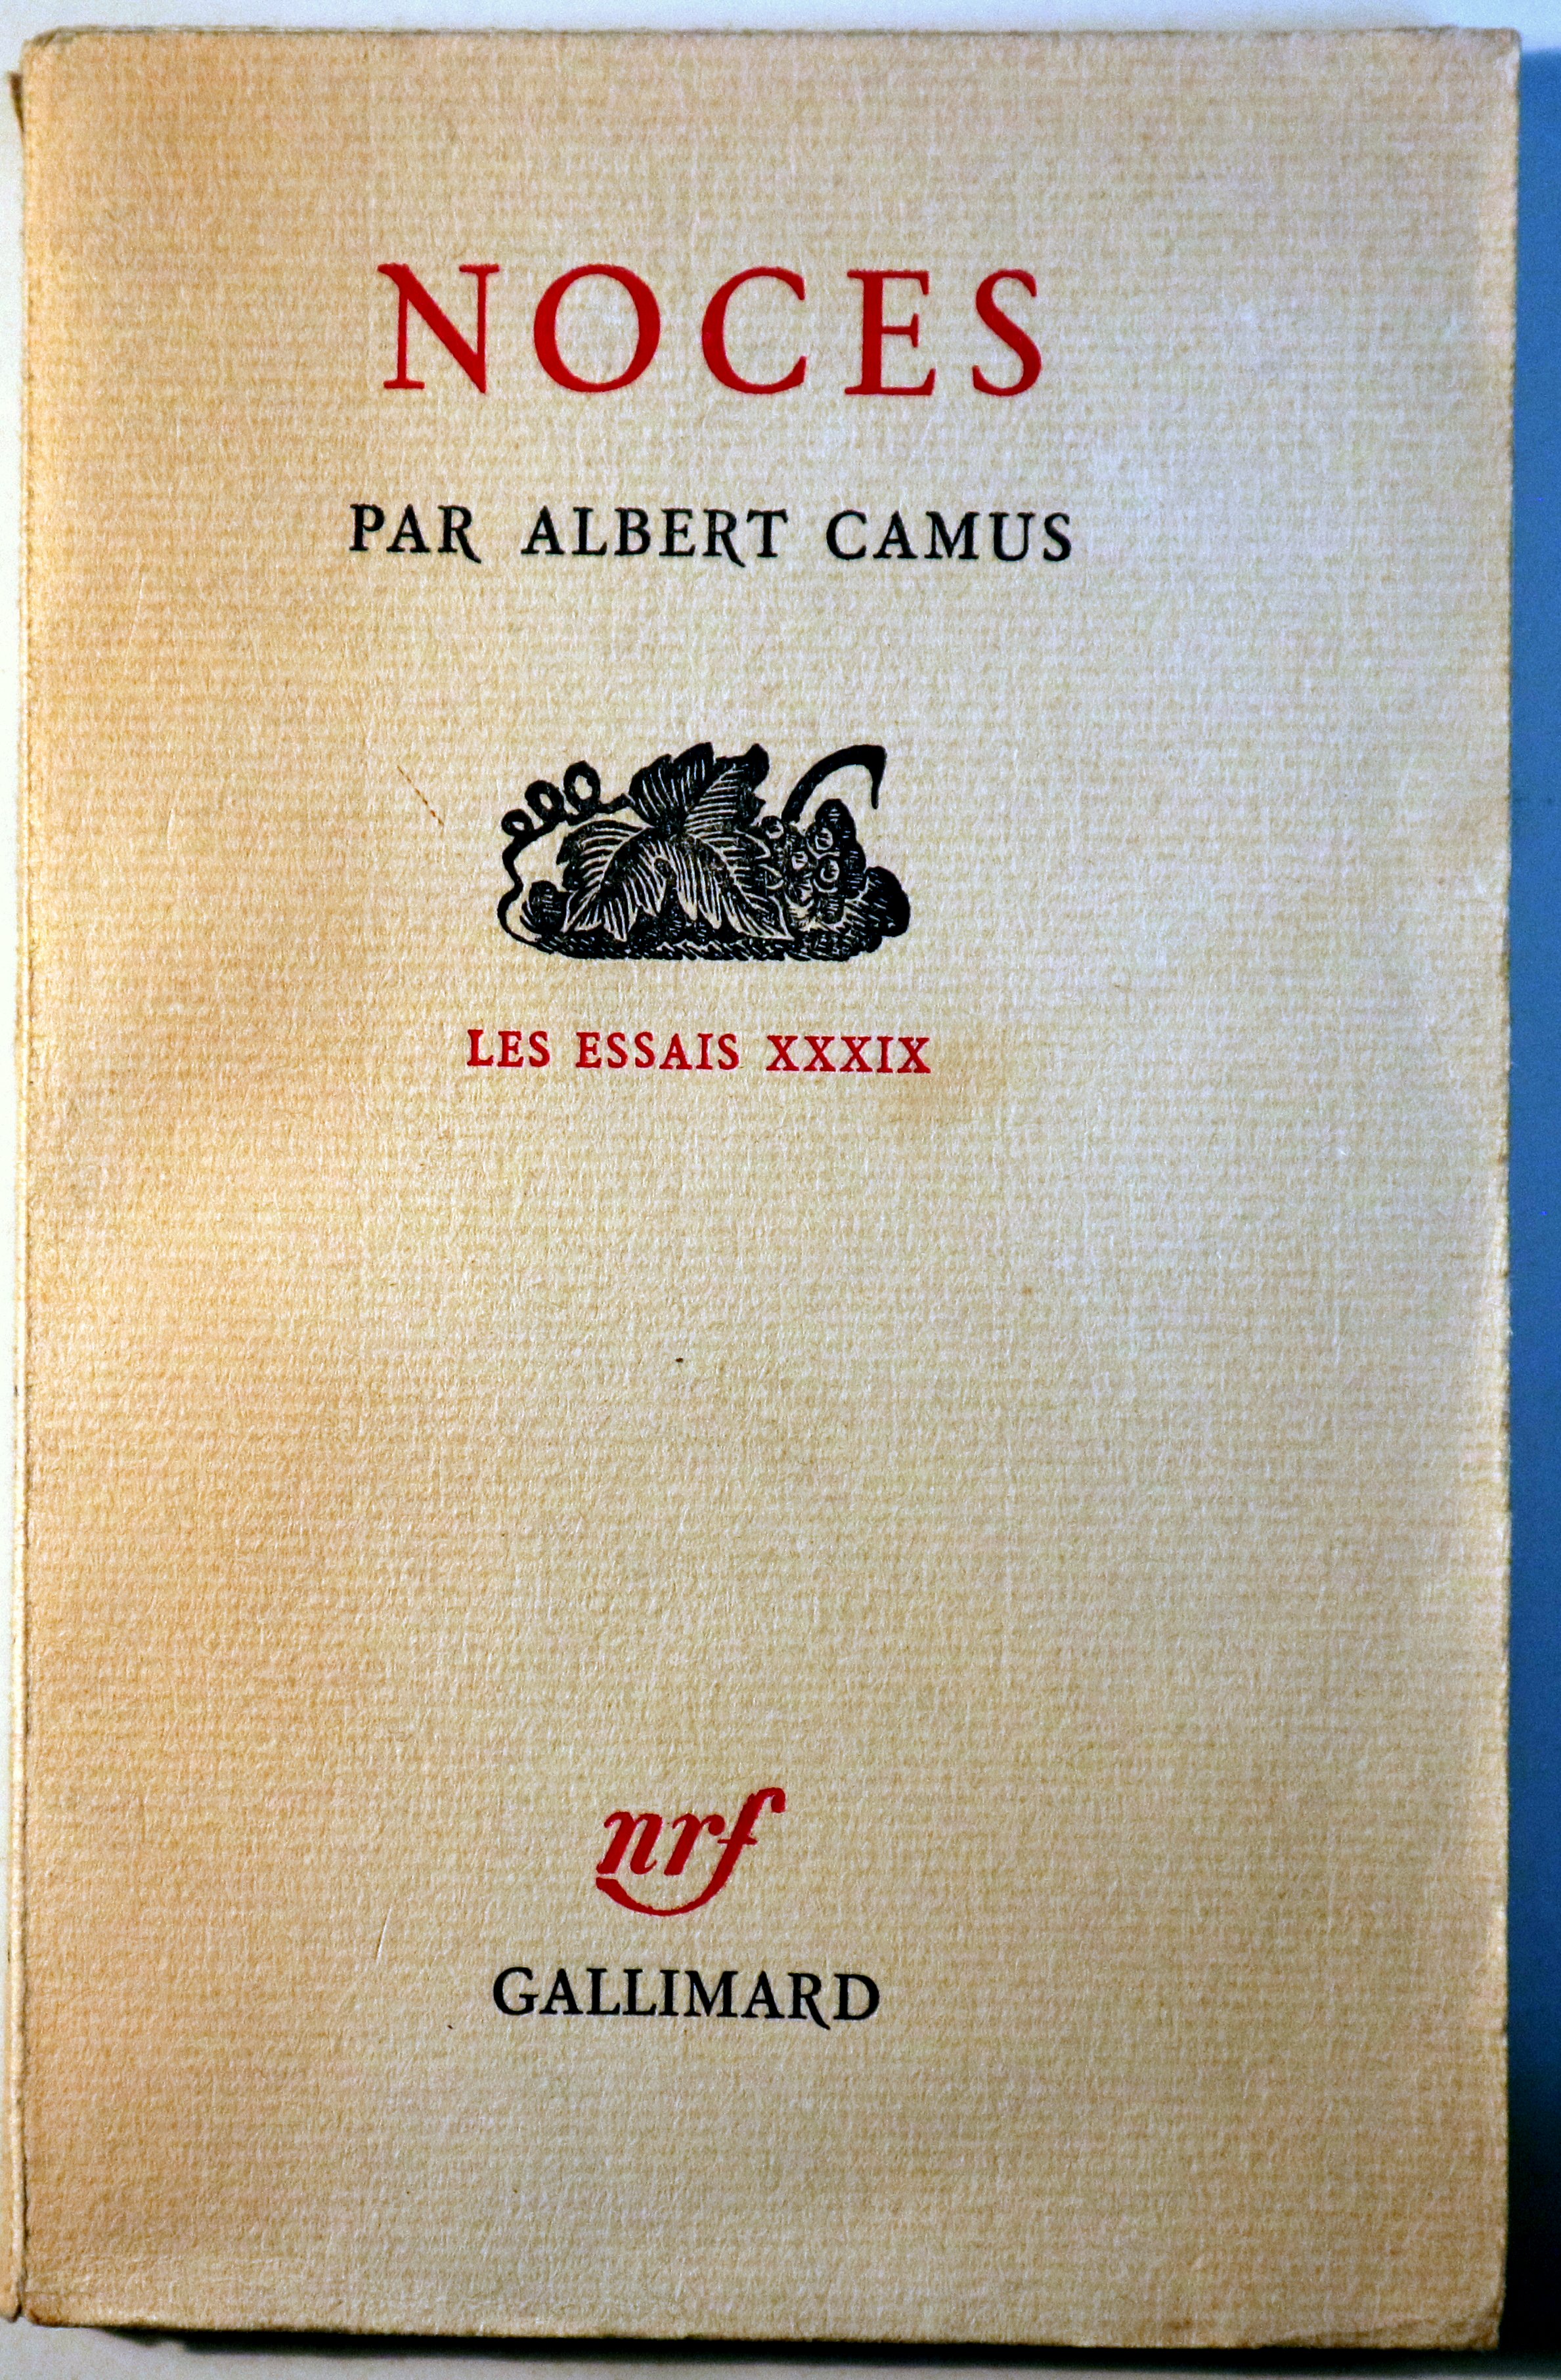 NOCES
PAR ALBERT CAMUS
LES ESSAIS XXXIX
nrf
GALLIMARD